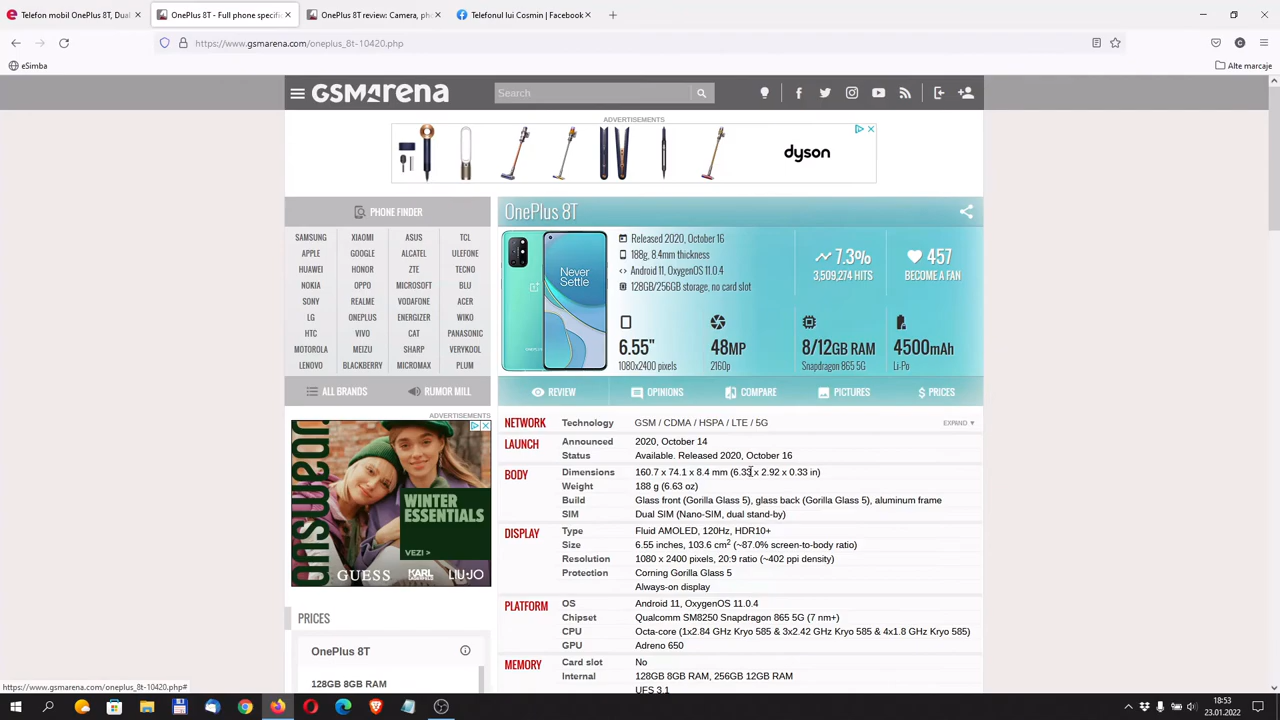 Telefon mobil OnePlus 8T, Dual
OnePlus 8T - Full phone specifi
OnePlus 8T review: Camera, pho
Telefonul lui Cosmin | Facebook
https://www.gsmarena.com/oneplus_8t-10420.php
eSimba
Alte marcaje
GSMArena
Search
ADVERTISEMENTS
dyson
PHONE FINDER
SAMSUNG XIAOMI ASUS TCL
APPLE GOOGLE ALCATEL ULEFONE
HUAWEI HONOR ZTE TECNO
NOKIA OPPO MICROSOFT BLU
SONY REALME VODAFONE ACER
LG ONEPLUS ENERGIZER WIKO
HTC VIVO CAT PANASONIC
MOTOROLA MEIZU SHARP VERYKOOL
LENOVO BLACKBERRY MICROMAX PLUM
ALL BRANDS RUMOR MILL
OnePlus 8T
Never
Settle
Released 2020, October 16
188g, 8.4mm thickness
Android 11, OxygenOS 11.0.4
128GB/256GB storage, no card slot
7.3%
3,509,274 HITS
457
BECOME A FAN
6.55"
1080x2400 pixels
48MP
2160p
8/12GB RAM
Snapdragon 865 5G
4500mAh
Li-Po
REVIEW OPINIONS COMPARE PICTURES PRICES
ADVERTISEMENTS
WINTER
ESSENTIALS
VEZI >
GUESS KARL LAGERFELD LIU·JO
answear
PRICES
OnePlus 8T
128GB 8GB RAM
NETWORK Technology GSM / CDMA / HSPA / LTE / 5G EXPAND ▼
LAUNCH Announced 2020, October 14
Status Available. Released 2020, October 16
BODY Dimensions 160.7 x 74.1 x 8.4 mm (6.33 x 2.92 x 0.33 in)
Weight 188 g (6.63 oz)
Build Glass front (Gorilla Glass 5), glass back (Gorilla Glass 5), aluminum frame
SIM Dual SIM (Nano-SIM, dual stand-by)
DISPLAY Type Fluid AMOLED, 120Hz, HDR10+
Size 6.55 inches, 103.6 cm2 (~87.0% screen-to-body ratio)
Resolution 1080 x 2400 pixels, 20:9 ratio (~402 ppi density)
Protection Corning Gorilla Glass 5
Always-on display
PLATFORM OS Android 11, OxygenOS 11.0.4
Chipset Qualcomm SM8250 Snapdragon 865 5G (7 nm+)
CPU Octa-core (1x2.84 GHz Kryo 585 & 3x2.42 GHz Kryo 585 & 4x1.8 GHz Kryo 585)
GPU Adreno 650
MEMORY Card slot No
Internal 128GB 8GB RAM, 256GB 12GB RAM
UFS 3.1
https://www.gsmarena.com/oneplus_8t-10420.php#
18:53
23.01.2022